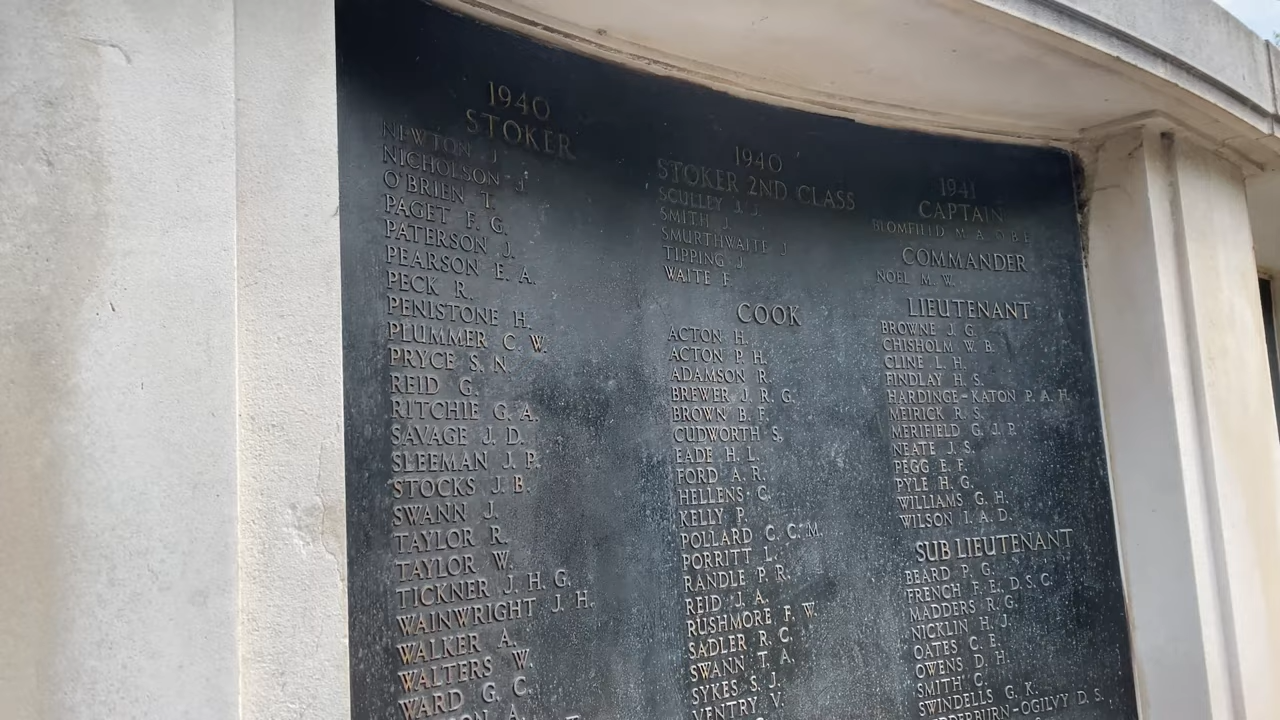 1940
STOKER
NEWTON J.
NICHOLSON J.
O'BRIEN T.
PAGET F. G.
PATERSON J.
PEARSON E. A.
PECK R.
PENISTONE H.
PLUMMER C. W.
PRYCE S. N.
REID G.
RITCHIE G. A.
SAVAGE J. D.
SLEEMAN J. P.
STOCKS J. B.
SWANN J.
TAYLOR R.
TAYLOR W.
TICKNER J. H. G.
WAINWRIGHT J. H.
WALKER A.
WALTERS W.
WARD G. C.
1940
STOKER 2ND CLASS
SCULLEY J. J.
SMITH J.
SMURTHWAITE J
TIPPING J.
WAITE F.
COOK
ACTON H.
ACTON P. H.
ADAMSON R.
BREWER J. R. G.
BROWN B. F.
CUDWORTH S.
EADE H. L.
FORD A. R.
HELLENS C.
KELLY P.
POLLARD C. C. M.
PORRITT L.
RANDLE P. R.
REID J. A.
RUSHMORE F. W.
SADLER R. C.
SWANN T. A.
SYKES S. J.
VENTRY V.
1941
CAPTAIN
BLOMFIELD M. A. O B E
COMMANDER
NOEL M. W.
LIEUTENANT
BROWNE J. G.
CHISHOLM W. B.
CLINE L. H.
FINDLAY H. S.
HARDINGE-KATON P. A. H.
MEIRICK R. S.
MERIFIELD G. J. P.
NEATE J. S.
PEGG E. F.
PYLE H. G.
WILLIAMS G. H.
WILSON I. A. D.
SUB LIEUTENANT
BEARD P. G.
FRENCH F. E., D. S. C.
MADDERS R. G.
NICKLIN H. J.
OATES C. E.
OWENS D. H.
SMITH C.
SWINDELLS G. K.